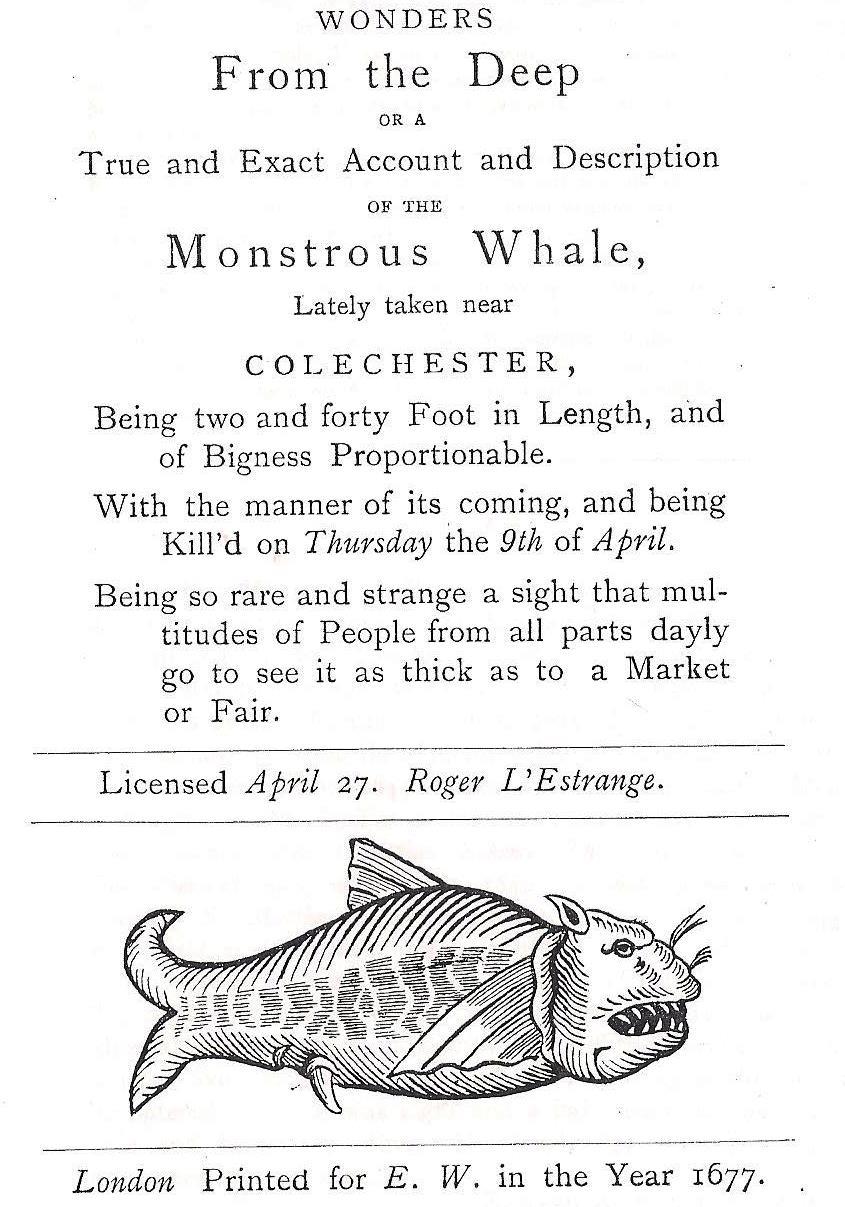 WONDERS
From the Deep
OR A
True and Exact Account and Description
OF THE
Monstrous Whale,
Lately taken near
COLECHESTER,
Being two and forty Foot in Length, and
of Bigness Proportionable.
With the manner of its coming, and being
Kill'd on Thursday the 9th of April.
Being so rare and strange a sight that mul-
titudes of People from all parts dayly
go to see it as thick as to a Market
or Fair.
Licensed April 27. Roger L'Estrange.
London Printed for E. W. in the Year 1677.